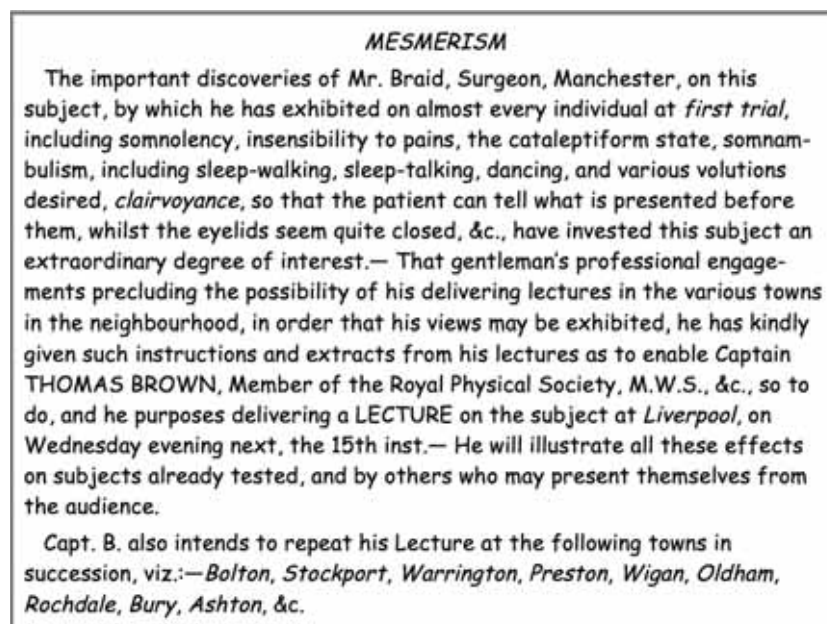 MESMERISM
The important discoveries of Mr. Braid, Surgeon, Manchester, on this
subject, by which he has exhibited on almost every individual at first trial,
including somnolency, insensibility to pains, the cataleptiform state, somnam-
bulism, including sleep-walking, sleep-talking, dancing, and various volutions
desired, clairvoyance, so that the patient can tell what is presented before
them, whilst the eyelids seem quite closed, &c., have invested this subject an
extraordinary degree of interest.— That gentleman's professional engage-
ments precluding the possibility of his delivering lectures in the various towns
in the neighbourhood, in order that his views may be exhibited, he has kindly
given such instructions and extracts from his lectures as to enable Captain
THOMAS BROWN, Member of the Royal Physical Society, M.W.S., &c., so to
do, and he purposes delivering a LECTURE on the subject at Liverpool, on
Wednesday evening next, the 15th inst.— He will illustrate all these effects
on subjects already tested, and by others who may present themselves from
the audience.
Capt. B. also intends to repeat his Lecture at the following towns in
succession, viz.:—Bolton, Stockport, Warrington, Preston, Wigan, Oldham,
Rochdale, Bury, Ashton, &c.